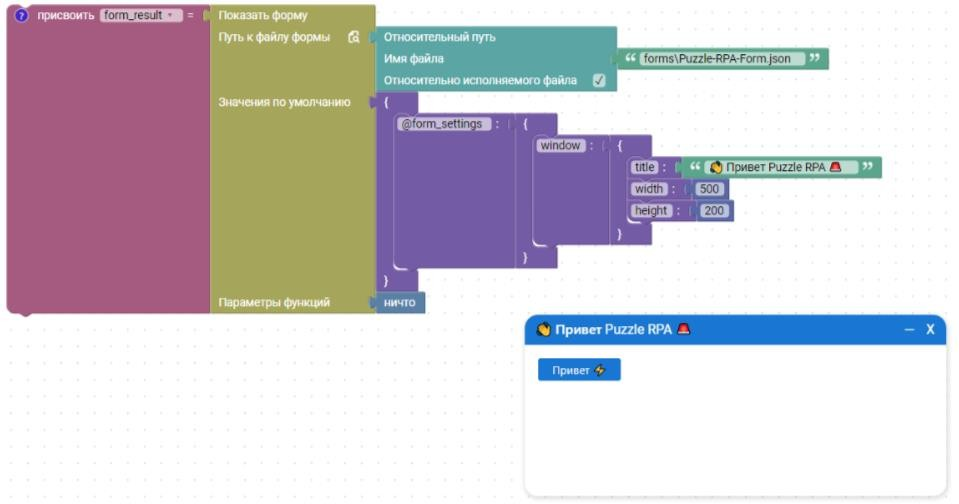 ? присвоить form_result = Показать форму
Путь к файлу формы Относительный путь
Имя файла “ forms\Puzzle-RPA-Form.json ”
Относительно исполняемого файла ✓
Значения по умолчанию {
@form_settings : {
window : {
title : “ 👏 Привет Puzzle RPA 🚨 ”
width : 500
height : 200
}
}
}
Параметры функций ничто
👏 Привет Puzzle RPA 🚨 – X
Привет ⚡